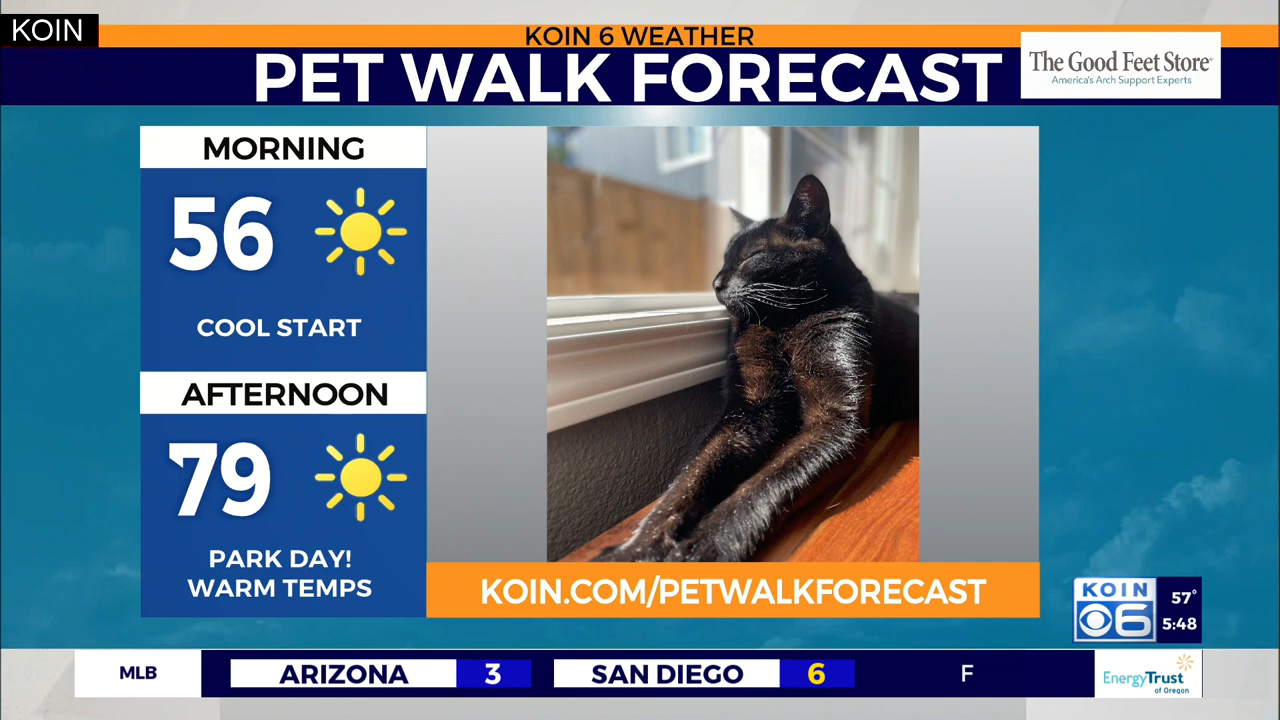 KOIN
KOIN 6 WEATHER
PET WALK FORECAST
The Good Feet Store
America's Arch Support Experts
MORNING
56
COOL START
AFTERNOON
79
PARK DAY!
WARM TEMPS
KOIN.COM/PETWALKFORECAST
KOIN
6
57°
5:48
MLB
ARIZONA 3
SAN DIEGO 6
F
EnergyTrust
of Oregon